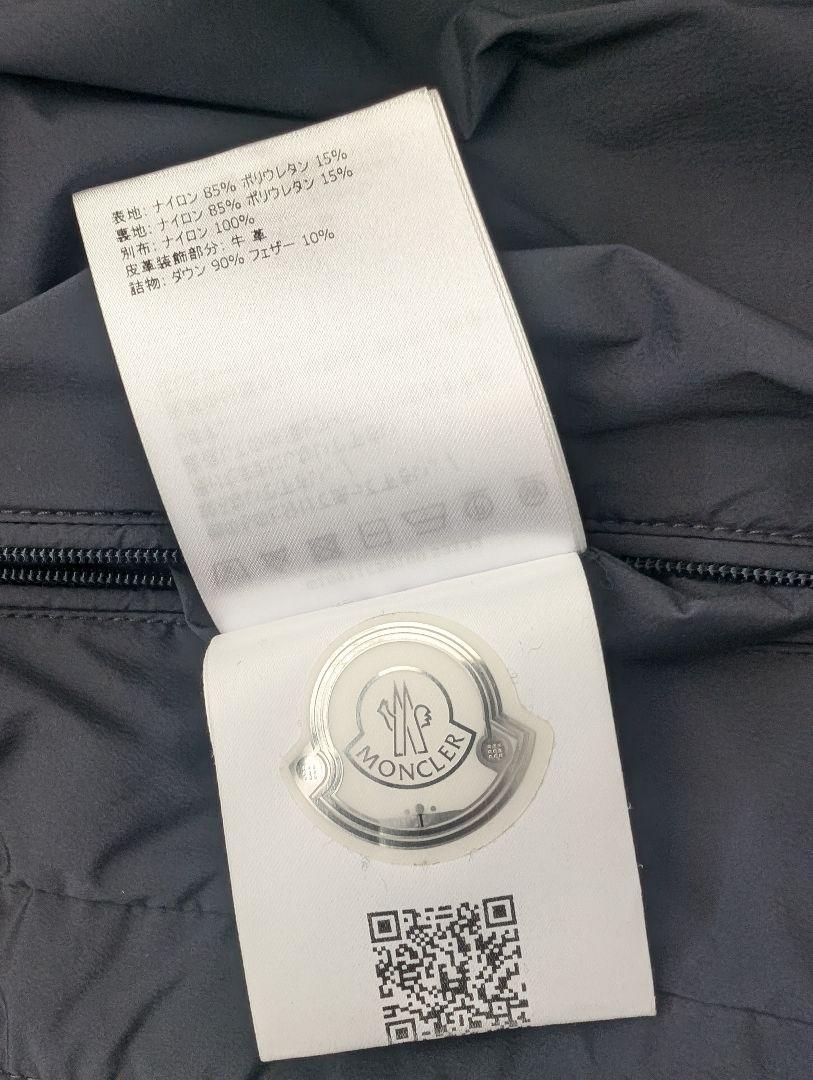 表地: ナイロン 85% ポリウレタン 15%
裏地: ナイロン 85% ポリウレタン 15%
別布: ナイロン 100%
皮革装飾部分: 牛 革
詰物: ダウン 90% フェザー 10%
MONCLER